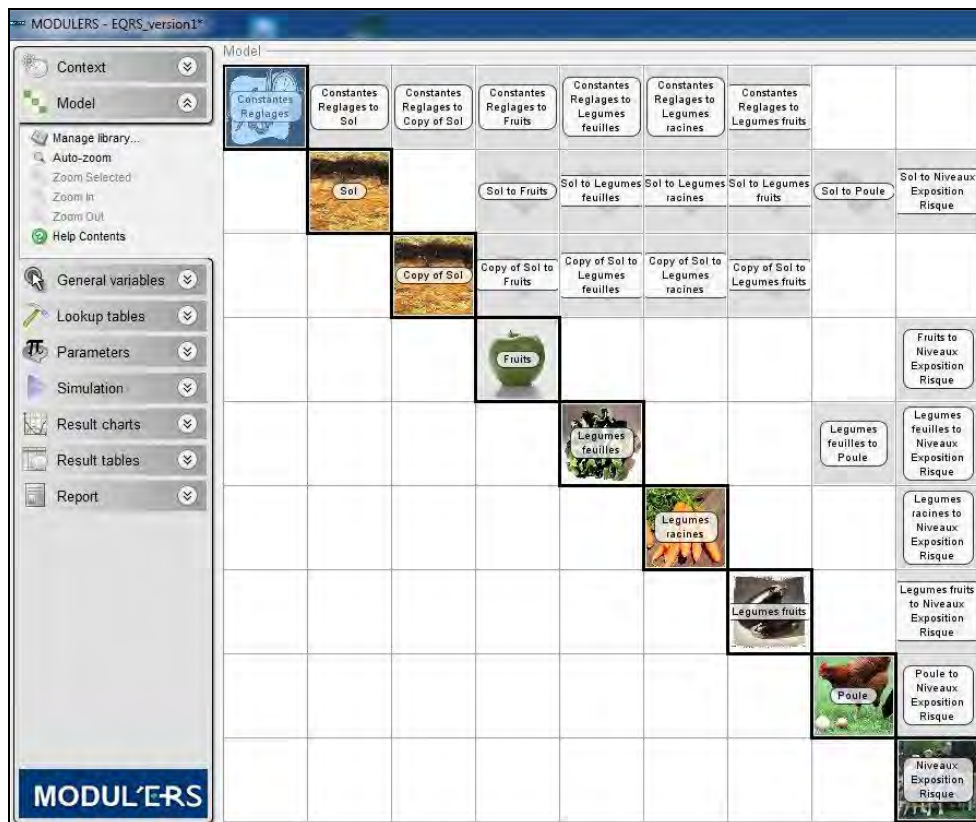 MODULERS - EQRS_version1*
Context
Model
Manage library...
Auto-zoom
Zoom Selected
Zoom In
Zoom Out
Help Contents
General variables
Lookup tables
Parameters
Simulation
Result charts
Result tables
Report
MODUL'ERS
Model
Constantes
Reglages
Constantes
Reglages to
Sol
Constantes
Reglages to
Copy of Sol
Constantes
Reglages to
Fruits
Constantes
Reglages to
Legumes
feuilles
Constantes
Reglages to
Legumes
racines
Constantes
Reglages to
Legumes fruits
Sol
Sol to Fruits
Sol to Legumes
feuilles
Sol to Legumes
racines
Sol to Legumes
fruits
Sol to Poule
Sol to Niveaux
Exposition
Risque
Copy of Sol
Copy of Sol to
Fruits
Copy of Sol to
Legumes
feuilles
Copy of Sol to
Legumes
racines
Copy of Sol to
Legumes fruits
Fruits
Fruits to
Niveaux
Exposition
Risque
Legumes
feuilles
Legumes
feuilles to
Poule
Legumes
feuilles to
Niveaux
Exposition
Risque
Legumes
racines
Legumes
racines to
Niveaux
Exposition
Risque
Legumes fruits
Legumes fruits
to Niveaux
Exposition
Risque
Poule
Poule to
Niveaux
Exposition
Risque
Niveaux
Exposition
Risque